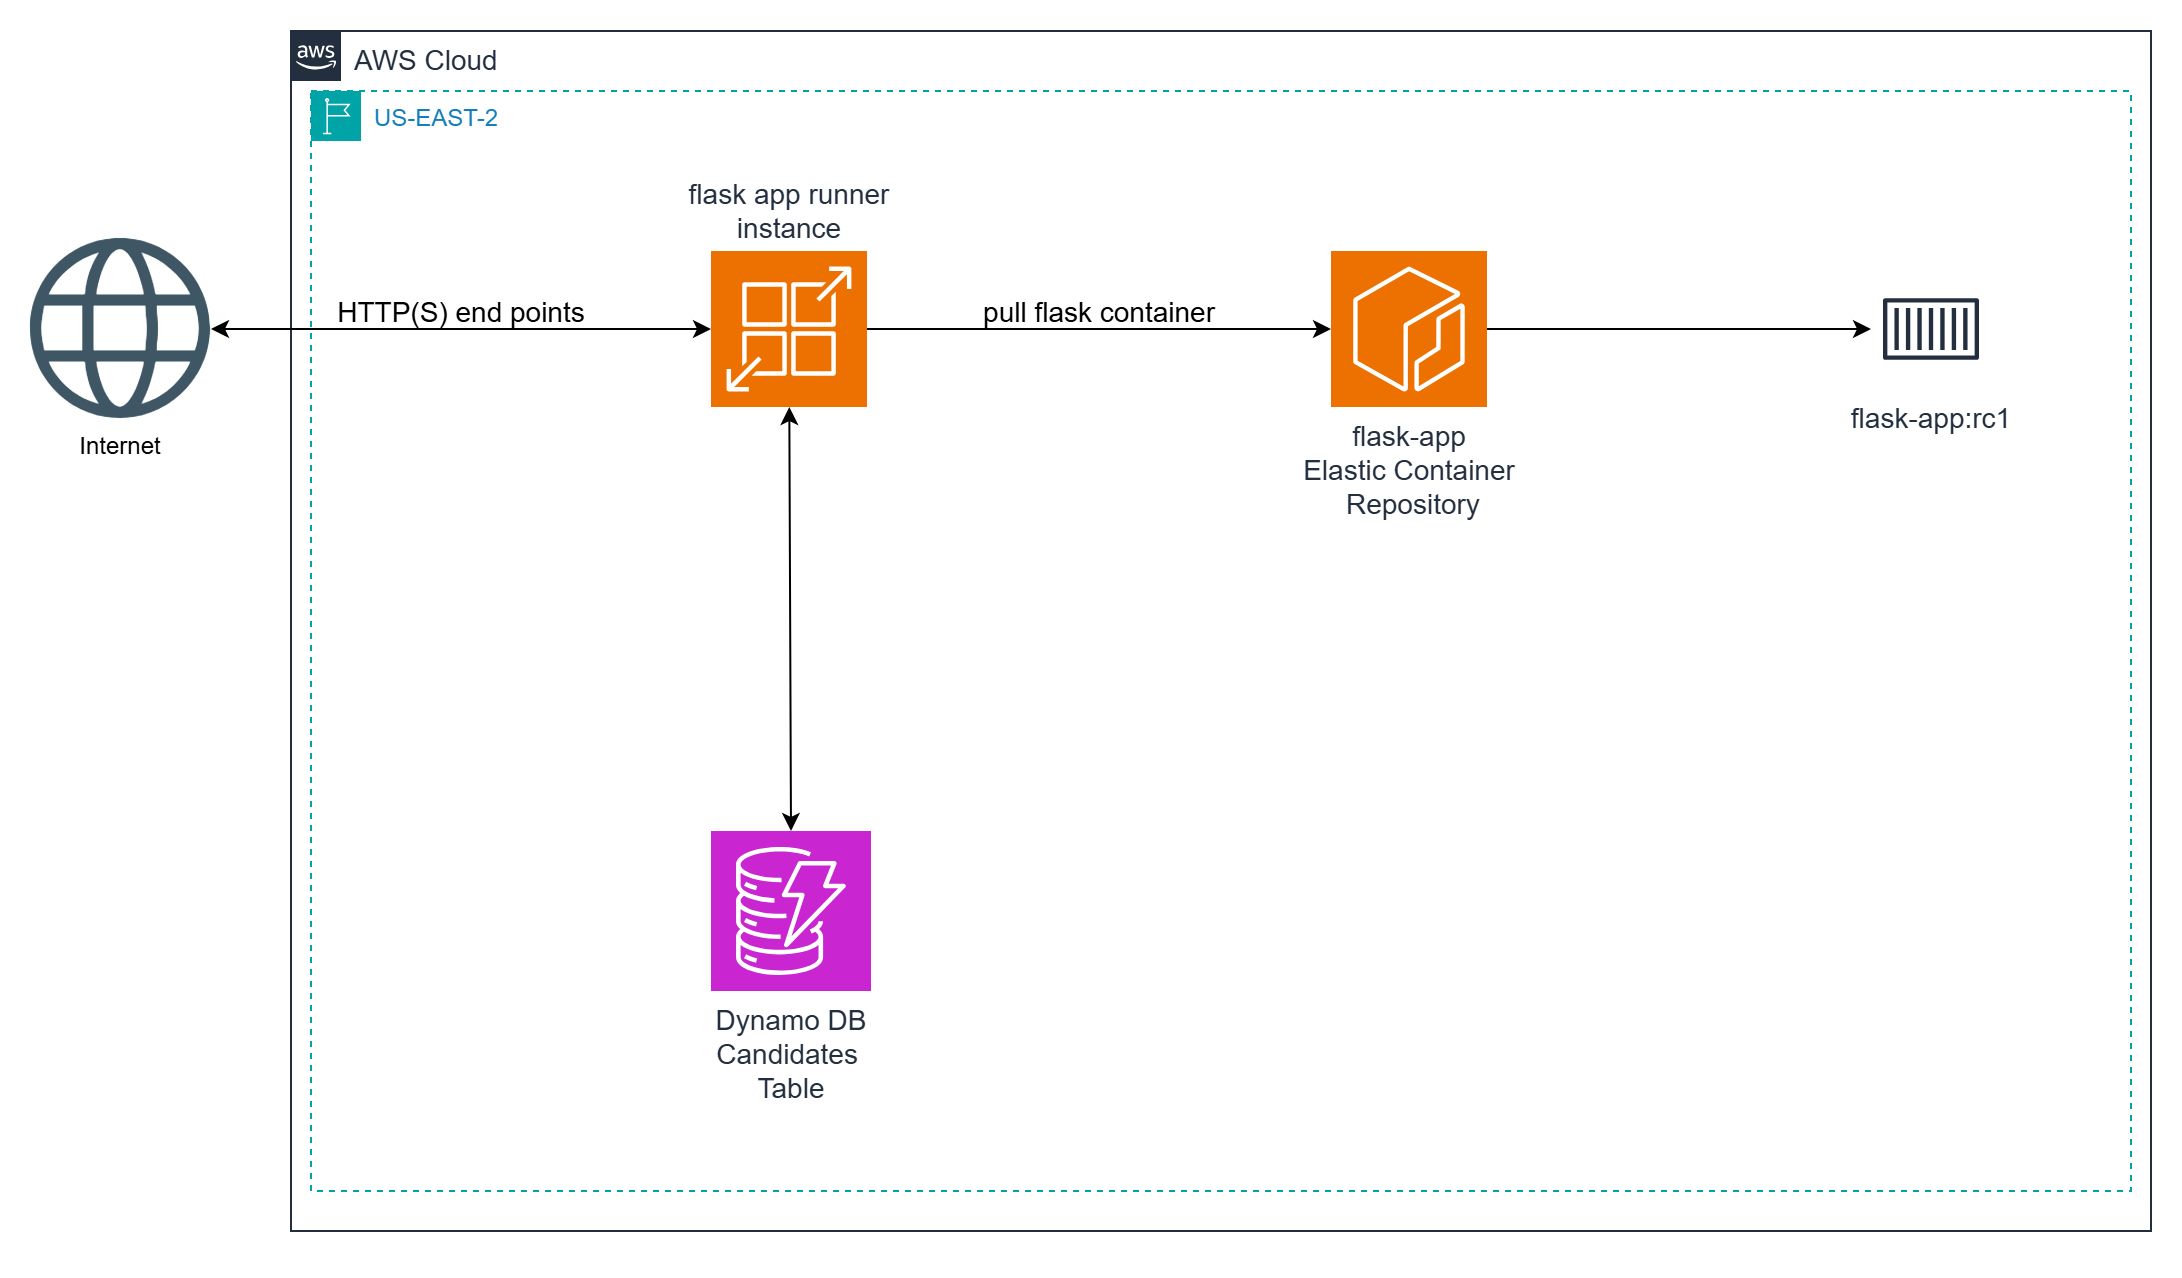 aws
AWS Cloud
US-EAST-2
flask app runner
instance
HTTP(S) end points
pull flask container
Internet
flask-app
Elastic Container
Repository
flask-app:rc1
Dynamo DB
Candidates
Table